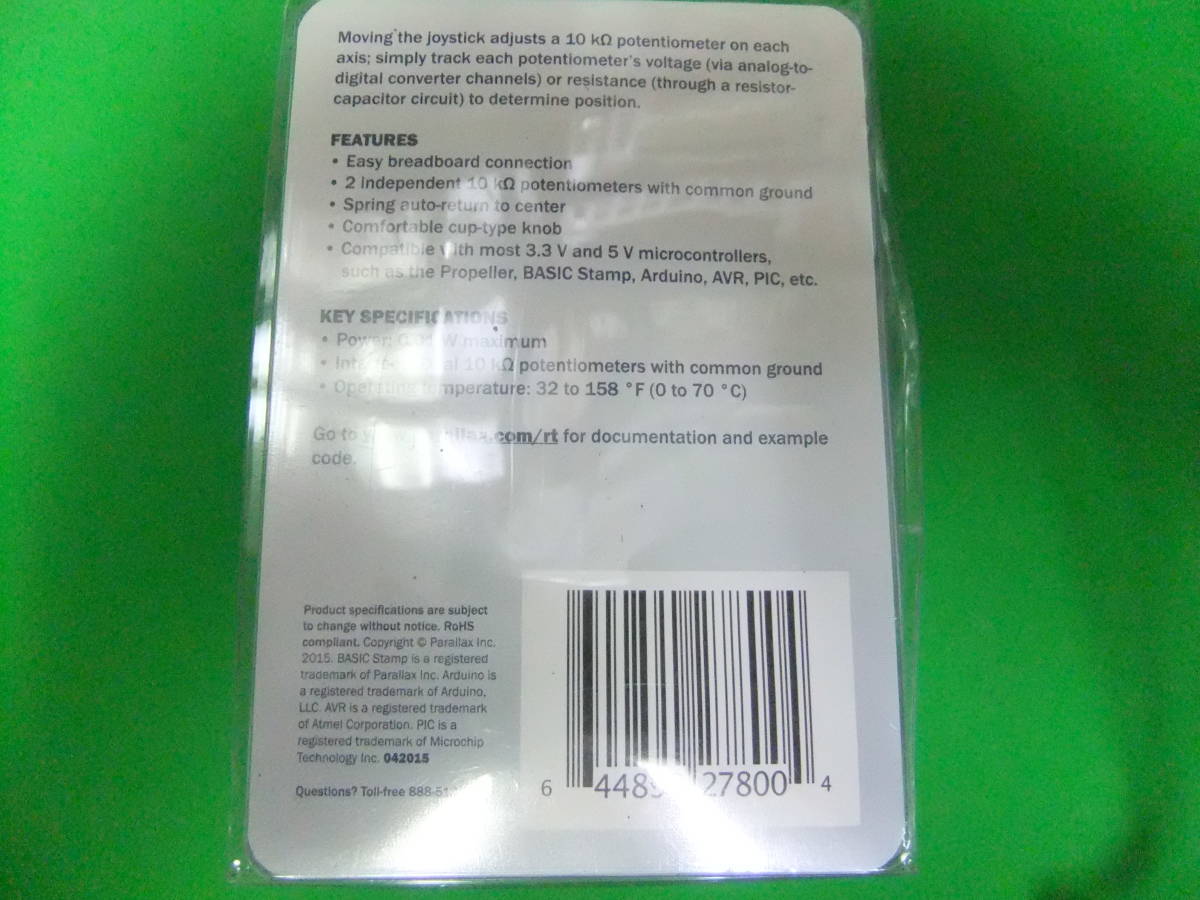 Moving the joystick adjusts a 10 kΩ potentiometer on each
axis; simply track each potentiometer's voltage (via analog-to-
digital converter channels) or resistance (through a resistor-
capacitor circuit) to determine position.
FEATURES
• Easy breadboard connection
• 2 Independent 10 kΩ potentiometers with common ground
• Spring auto-return to center
• Comfortable cup-type knob
• Compatible with most 3.3 V and 5 V microcontrollers,
such as the Propeller, BASIC Stamp, Arduino, AVR, PIC, etc.
KEY SPECIFICATIONS
• Power: W maximum
• 10 kΩ potentiometers with common ground
• Operating temperature: 32 to 158 °F (0 to 70 °C)
Go to for documentation and example
code.
Product specifications are subject
to change without notice. RoHS
compliant. Copyright © Parallax Inc.
2015. BASIC Stamp is a registered
trademark of Parallax Inc. Arduino is
a registered trademark of Arduino,
LLC. AVR is a registered trademark
of Atmel Corporation. PIC is a
registered trademark of Microchip
Technology Inc. 042015
Questions? Toll-free
6 27800 4